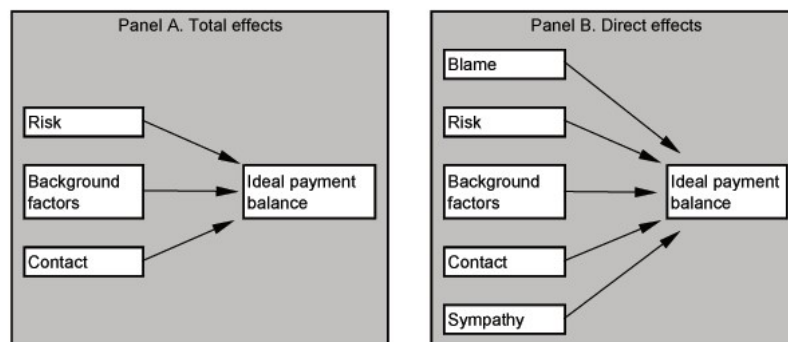 Panel A. Total effects
Risk
Background
factors
Contact
Ideal payment
balance
Panel B. Direct effects
Blame
Risk
Background
factors
Contact
Sympathy
Ideal payment
balance